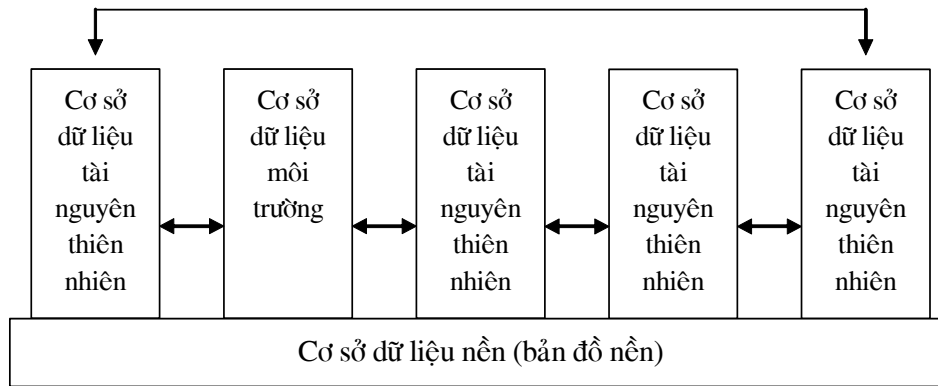 Cơ sở
dữ liệu
tài
nguyên
thiên
nhiên
Cơ sở
dữ liệu
môi
trường
Cơ sở
dữ liệu
tài
nguyên
thiên
nhiên
Cơ sở
dữ liệu
tài
nguyên
thiên
nhiên
Cơ sở
dữ liệu
tài
nguyên
thiên
nhiên
Cơ sở dữ liệu nền (bản đồ nền)